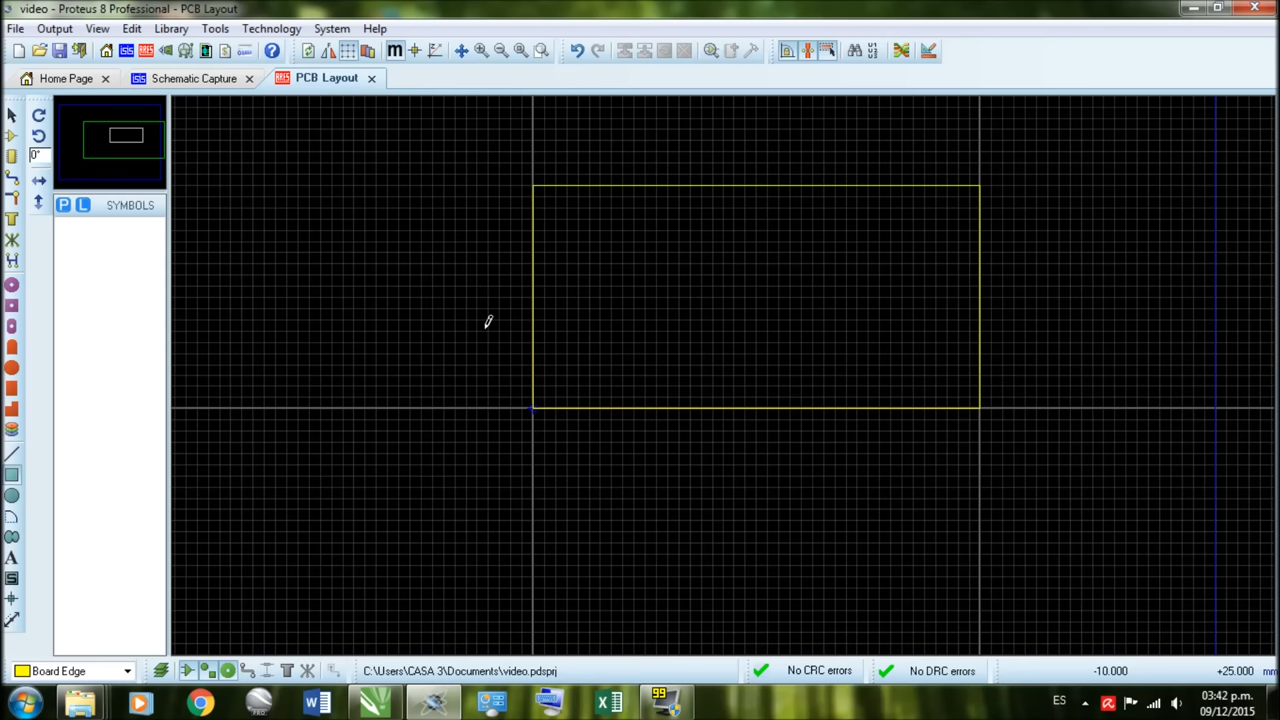 video - Proteus 8 Professional - PCB Layout
File Output View Edit Library Tools Technology System Help
Home Page
Schematic Capture
PCB Layout
0°
P L SYMBOLS
Board Edge
C:\Users\CASA 3\Documents\video.pdsprj
No CRC errors
No DRC errors
-10.000
+25.000
ES
03:42 p.m.
09/12/2015